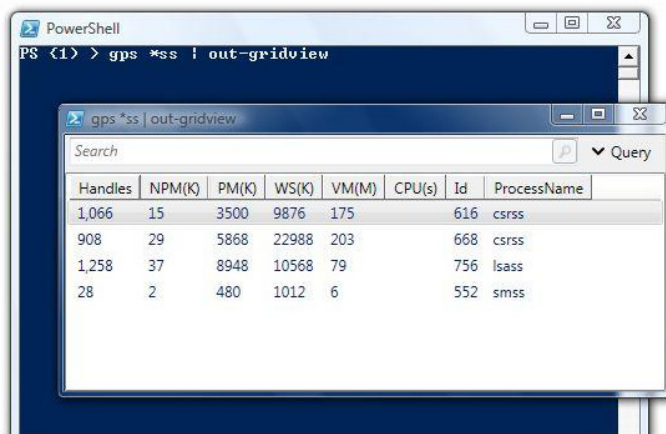 PowerShell
PS (1) > gps *ss | out-gridview
gps *ss | out-gridview
Search
Query
Handles NPM(K) PM(K) WS(K) VM(M) CPU(s) Id ProcessName
1,066 15 3500 9876 175 616 csrss
908 29 5868 22988 203 668 csrss
1,258 37 8948 10568 79 756 lsass
28 2 480 1012 6 552 smss